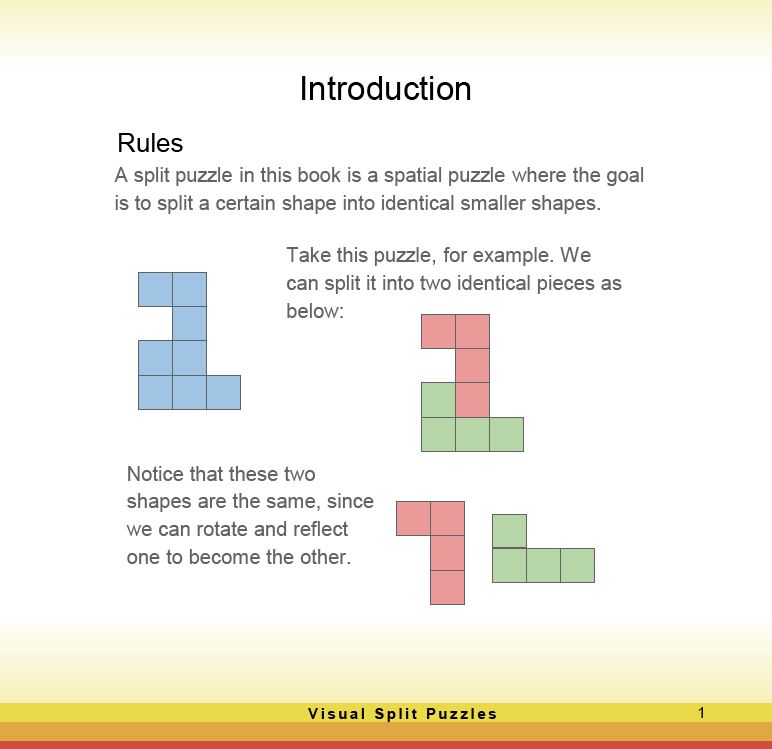 Introduction
Rules
A split puzzle in this book is a spatial puzzle where the goal
is to split a certain shape into identical smaller shapes.
Take this puzzle, for example. We
can split it into two identical pieces as
below:
Notice that these two
shapes are the same, since
we can rotate and reflect
one to become the other.
Visual Split Puzzles
1